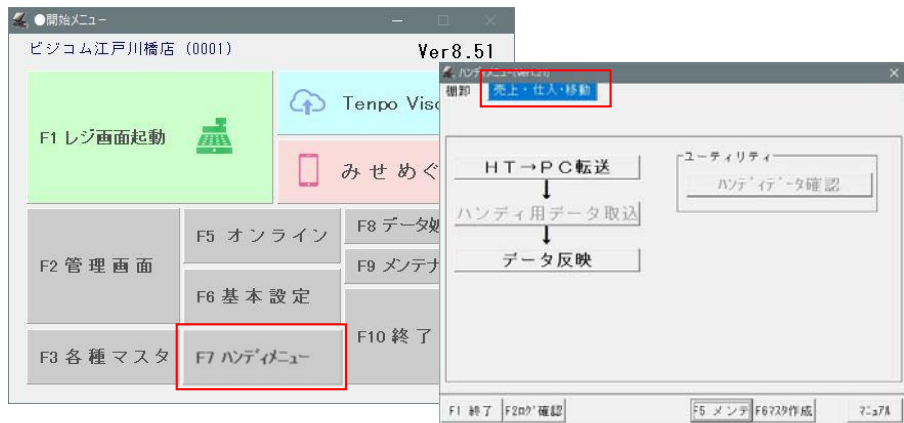 ●開始メニュー
ビジコム江戸川橋店 (0001)
Ver8.51
F1 レジ画面起動
Tenpo Viso
みせめぐ
F2 管理画面
F5 オンライン
F8 データ処
F9 メンテナ
F6 基本設定
F10 終了
F3 各種マスタ
F7 ハンディメニュー
棚卸
売上・仕入・移動
HT→PC転送
ハンディ用データ取込
データ反映
ユーティリティ
ハンディデータ確認
F1 終了
F2ログ確認
F5 メンテ
F6マスタ作成
マニュアル